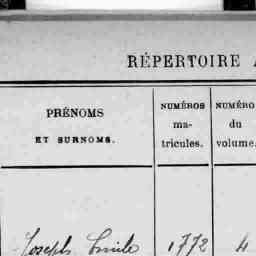 RÉPERTOIRE A
PRÉNOMS
ET SURNOMS.
NUMÉROS
ma-
tricules.
NUMÉRO
du
volume.
Joseph Emile 1772 4